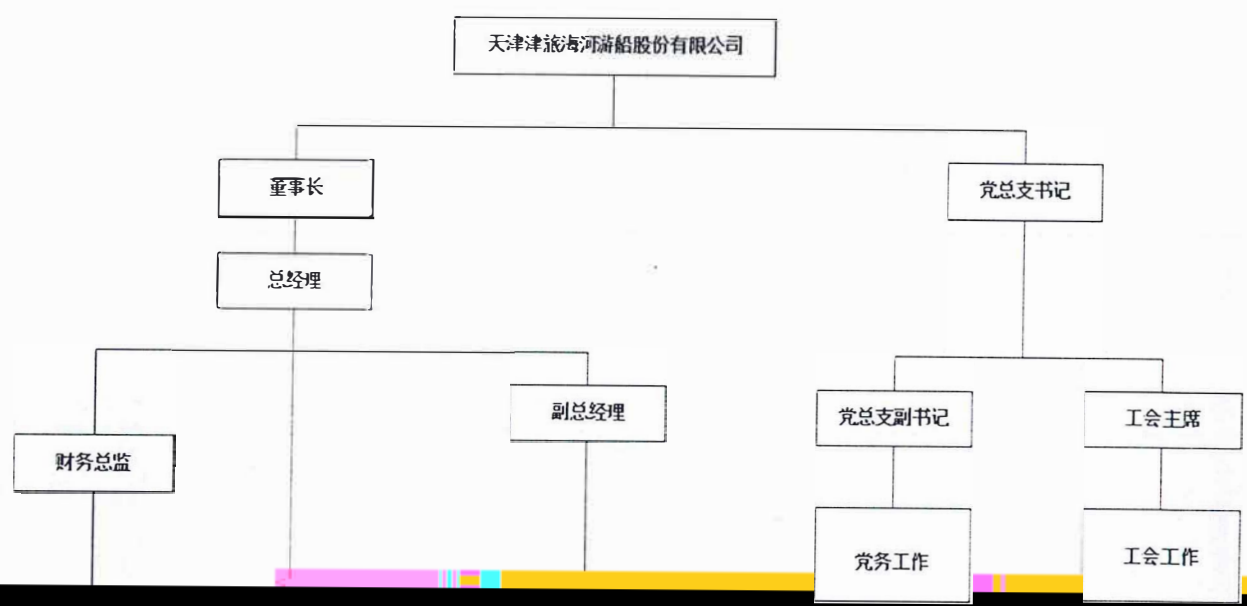 天津津旅海河游船股份有限公司
董事长
党总支书记
总经理
副总经理
党总支副书记
工会主席
财务总监
党务工作
工会工作